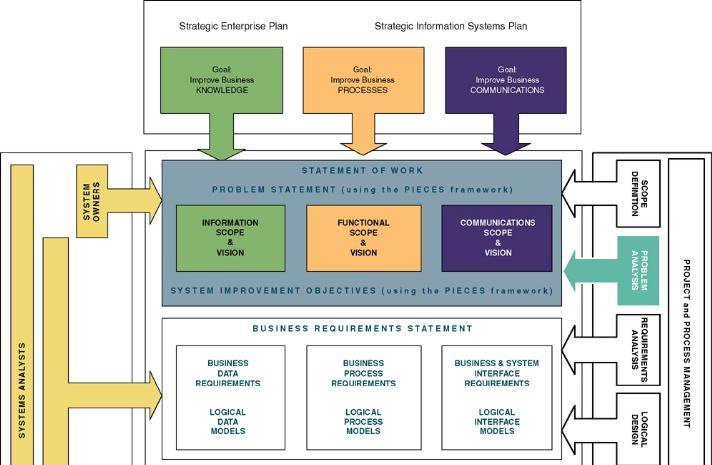 Strategic Enterprise Plan
Strategic Information Systems Plan
Goal:
Improve Business
KNOWLEDGE
Goal:
Improve Business
PROCESSES
Goal:
Improve Business
COMMUNICATIONS
STATEMENT OF WORK
PROBLEM STATEMENT (using the PIECES framework)
INFORMATION
SCOPE
&
VISION
FUNCTIONAL
SCOPE
&
VISION
COMMUNICATIONS
SCOPE
&
VISION
SYSTEM IMPROVEMENT OBJECTIVES (using the PIECES framework)
BUSINESS REQUIREMENTS STATEMENT
BUSINESS
DATA
REQUIREMENTS
LOGICAL
DATA
MODELS
BUSINESS
PROCESS
REQUIREMENTS
LOGICAL
PROCESS
MODELS
BUSINESS & SYSTEM
INTERFACE
REQUIREMENTS
LOGICAL
INTERFACE
MODELS
SYSTEMS ANALYSTS
SYSTEM
OWNERS
SCOPE
DEFINITION
PROBLEM
ANALYSIS
REQUIREMENTS
ANALYSIS
LOGICAL
DESIGN
PROJECT and PROCESS MANAGEMENT